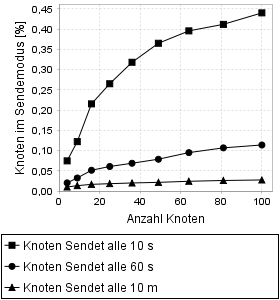 0,45
0,40
0,35
0,30
0,25
0,20
0,15
0,10
0,05
0,00
Knoten im Sendemodus [%]
0 10 20 30 40 50 60 70 80 90 100
Anzahl Knoten
Knoten Sendet alle 10 s
Knoten Sendet alle 60 s
Knoten Sendet alle 10 m